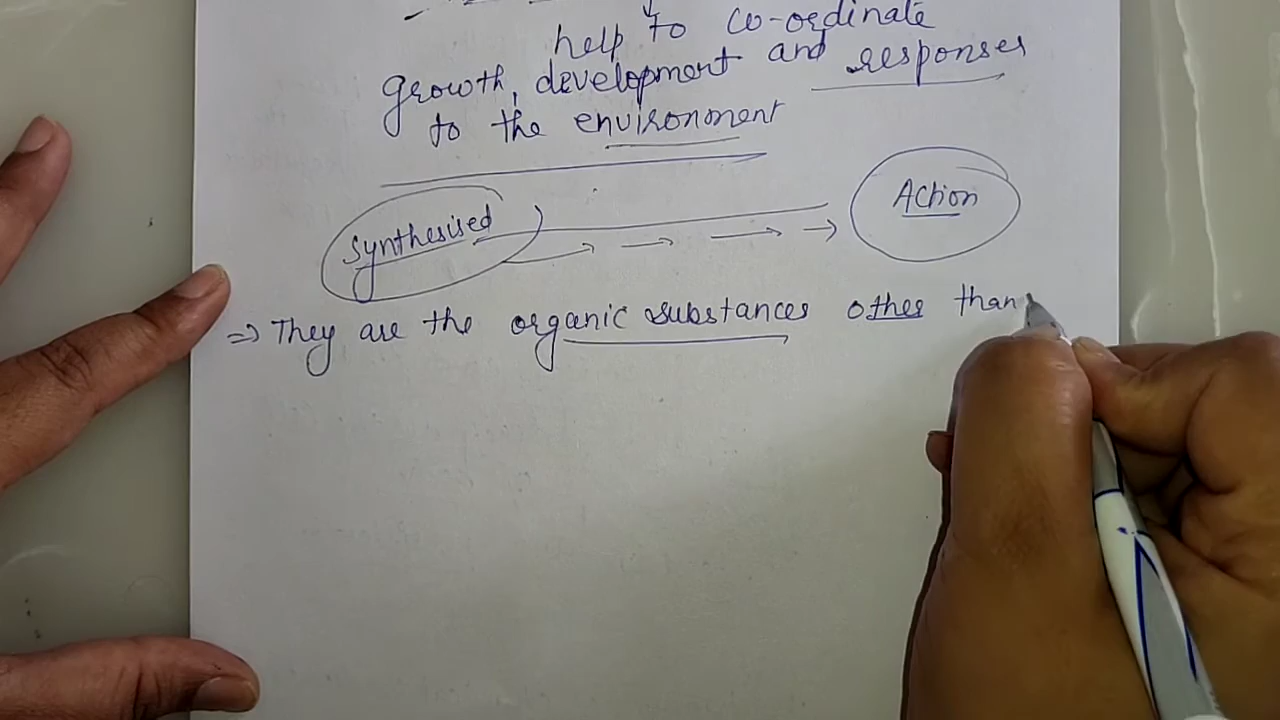 help to co-ordinate
growth, development and responses
to the environment
Synthesised Action
=> They are the organic substances other than